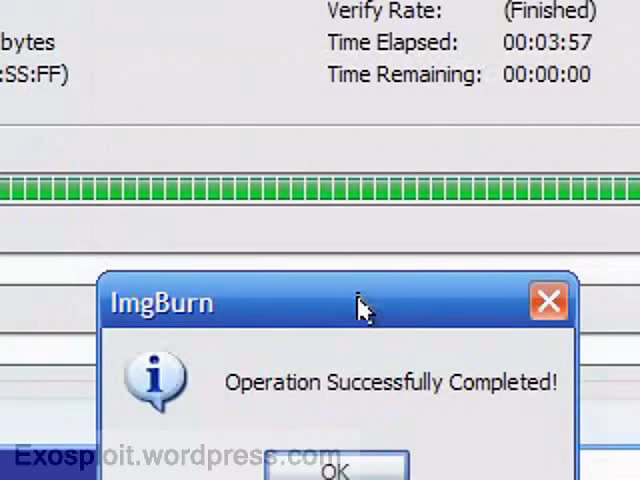 Verify Rate: (Finished)
bytes Time Elapsed: 00:03:57
:SS:FF) Time Remaining: 00:00:00
ImgBurn
Operation Successfully Completed!
Exosploit.wordpress.com
OK